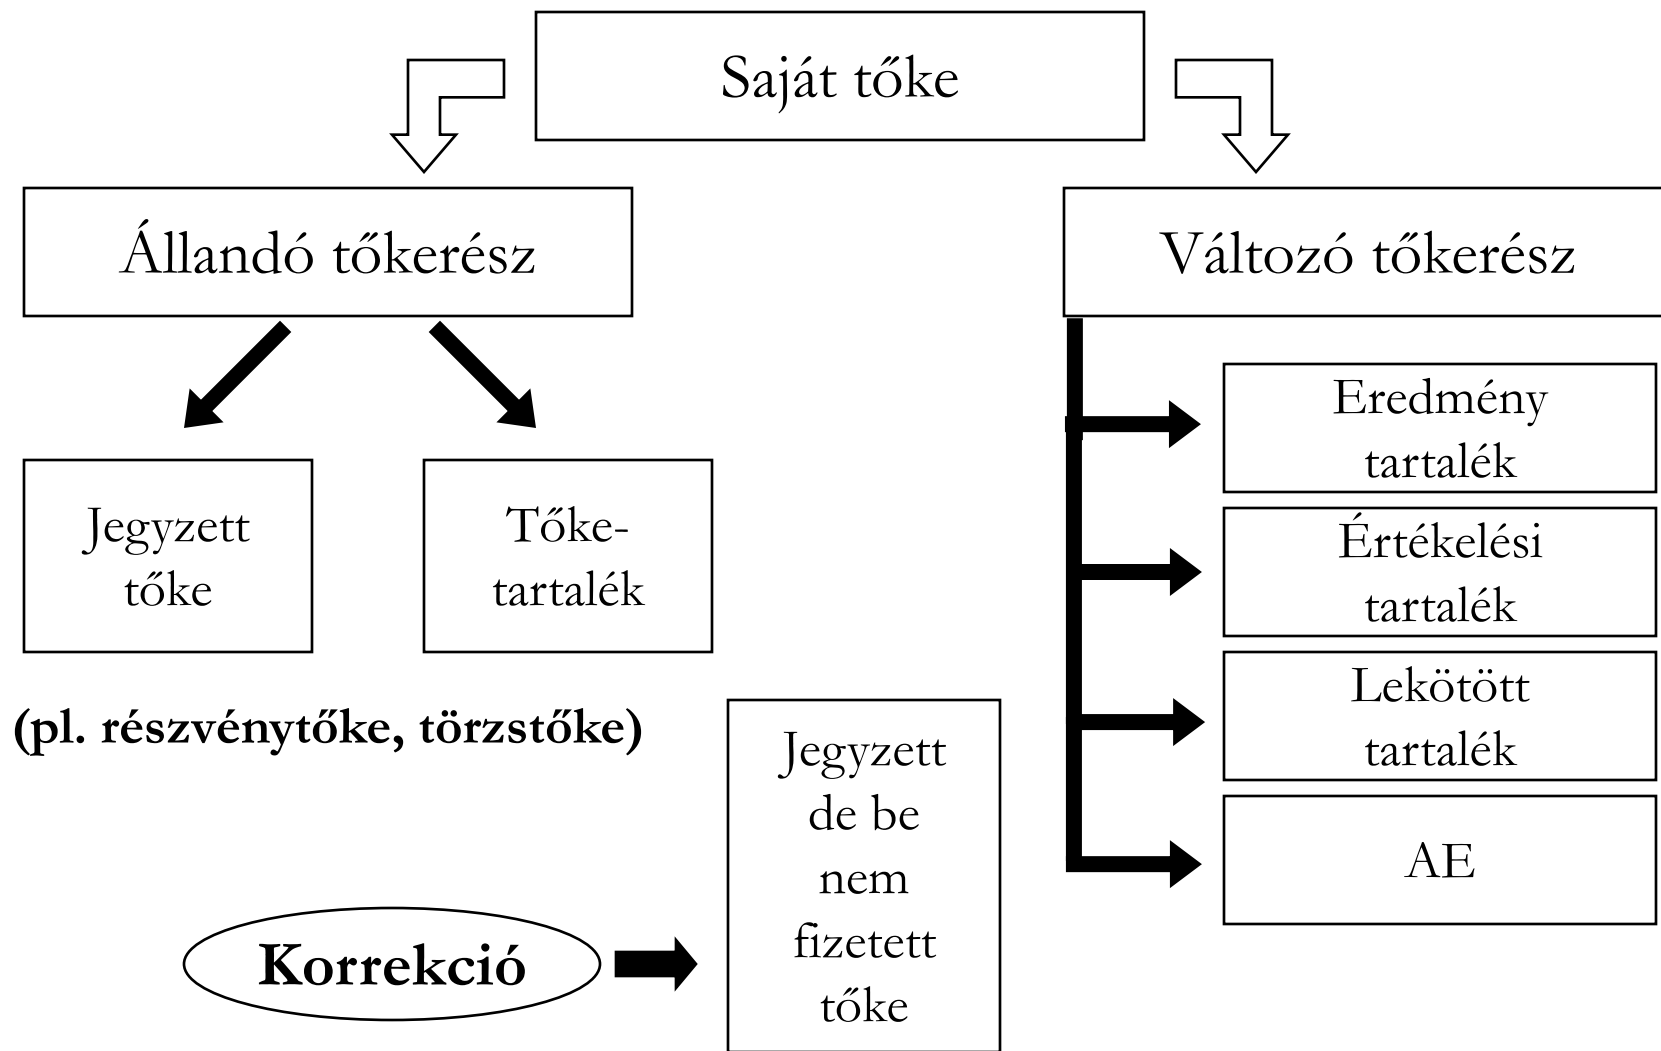 Saját tőke
Állandó tőkerész
Változó tőkerész
Jegyzett
tőke
Tőke-
tartalék
(pl. részvénytőke, törzstőke)
Eredmény
tartalék
Értékelési
tartalék
Lekötött
tartalék
AE
Korrekció
Jegyzett
de be
nem
fizetett
tőke